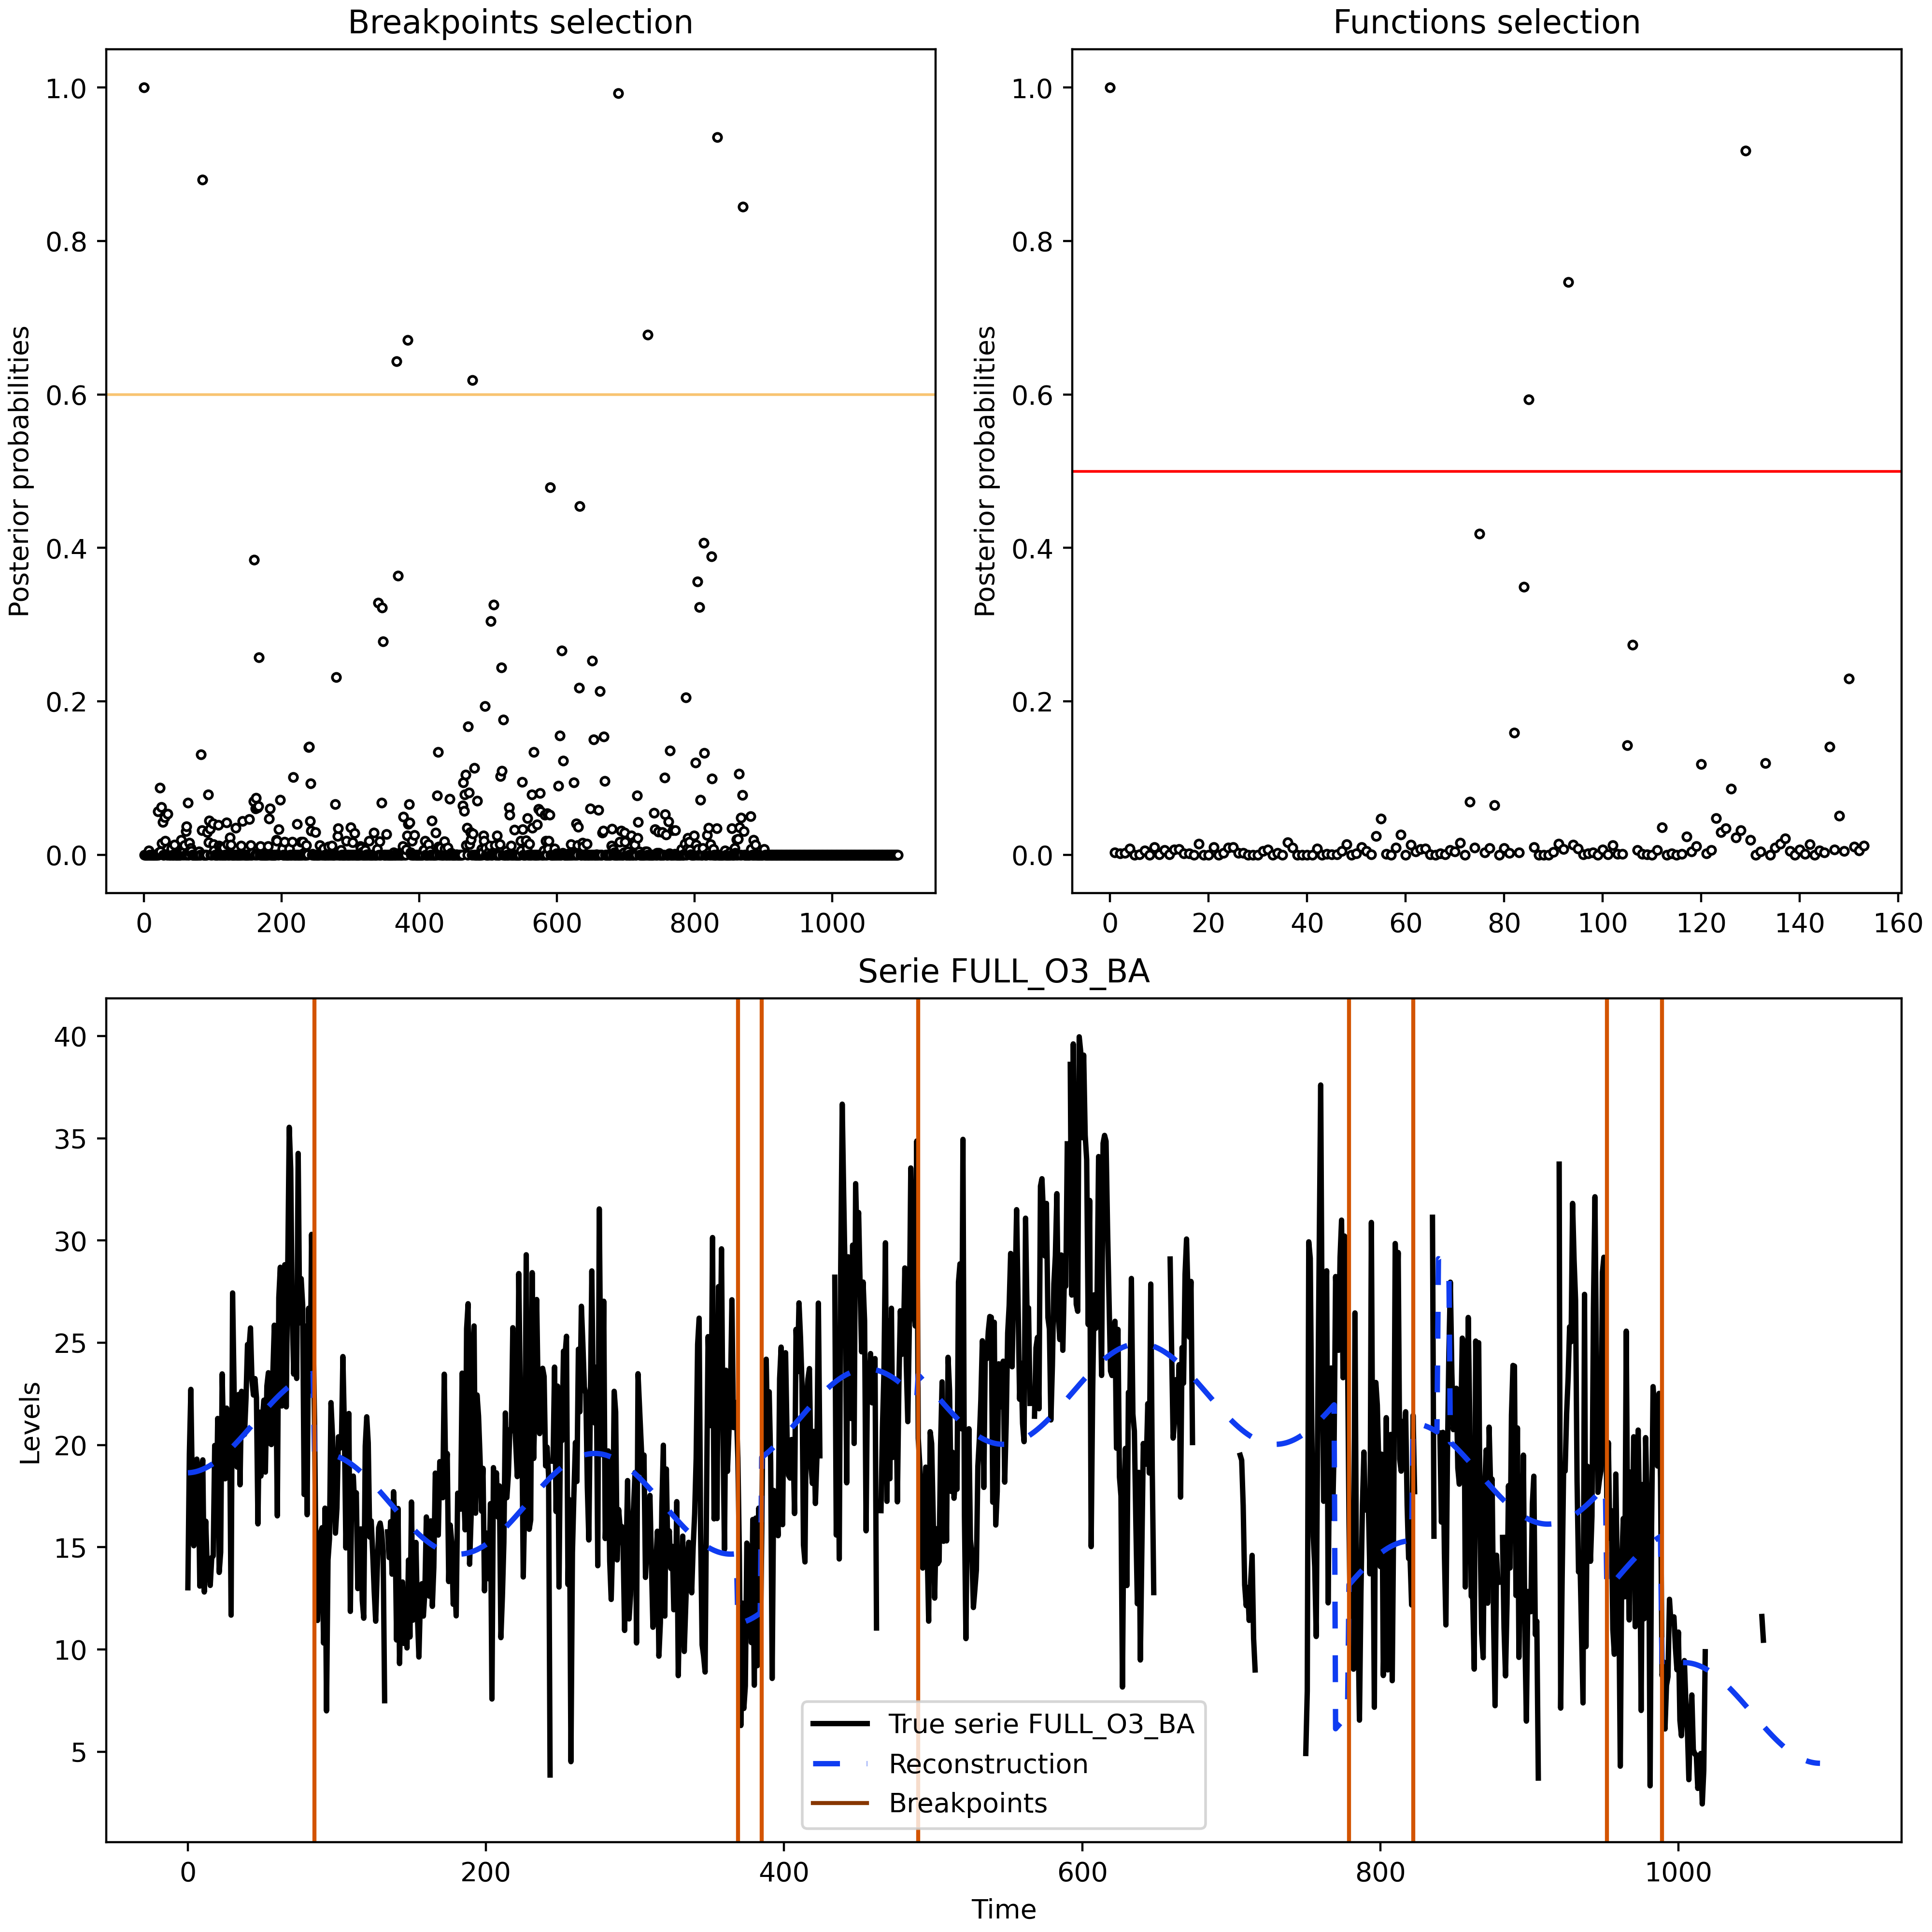 Breakpoints selection
Functions selection
Posterior probabilities
1.0
0.8
0.6
0.4
0.2
0.0
0 200 400 600 800 1000
Posterior probabilities
1.0
0.8
0.6
0.4
0.2
0.0
0 20 40 60 80 100 120 140 160
Serie FULL_O3_BA
Levels
40
35
30
25
20
15
10
5
True serie FULL_O3_BA
Reconstruction
Breakpoints
0 200 400 600 800 1000
Time